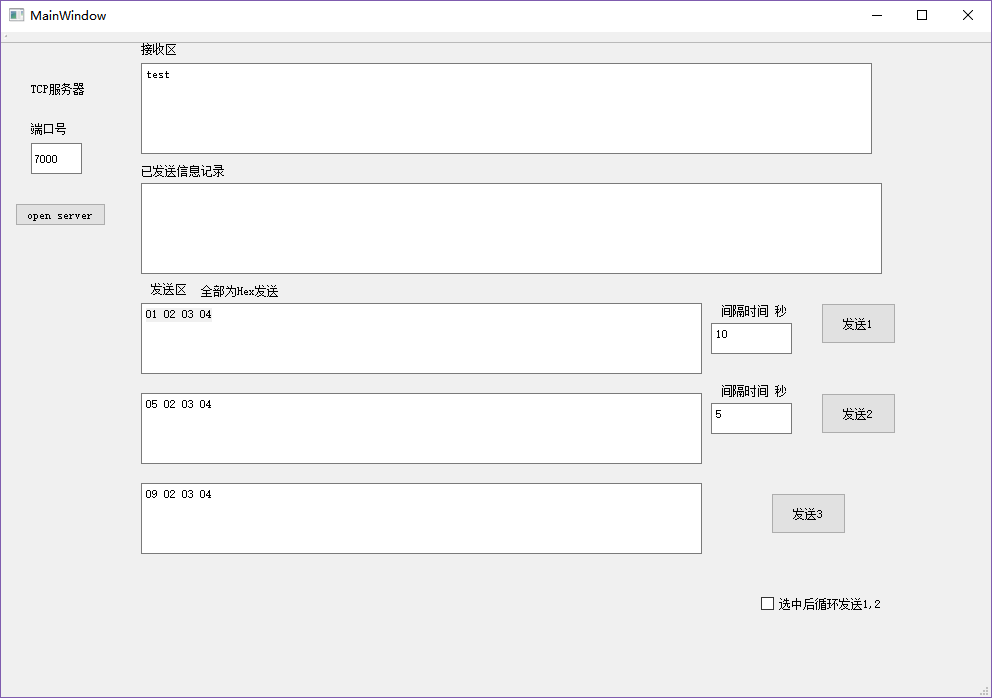 MainWindow
接收区
test
TCP服务器
端口号
7000
已发送信息记录
open server
发送区 全部为Hex发送
01 02 03 04
间隔时间 秒
10
发送1
05 02 03 04
间隔时间 秒
5
发送2
09 02 03 04
发送3
选中后循环发送1,2